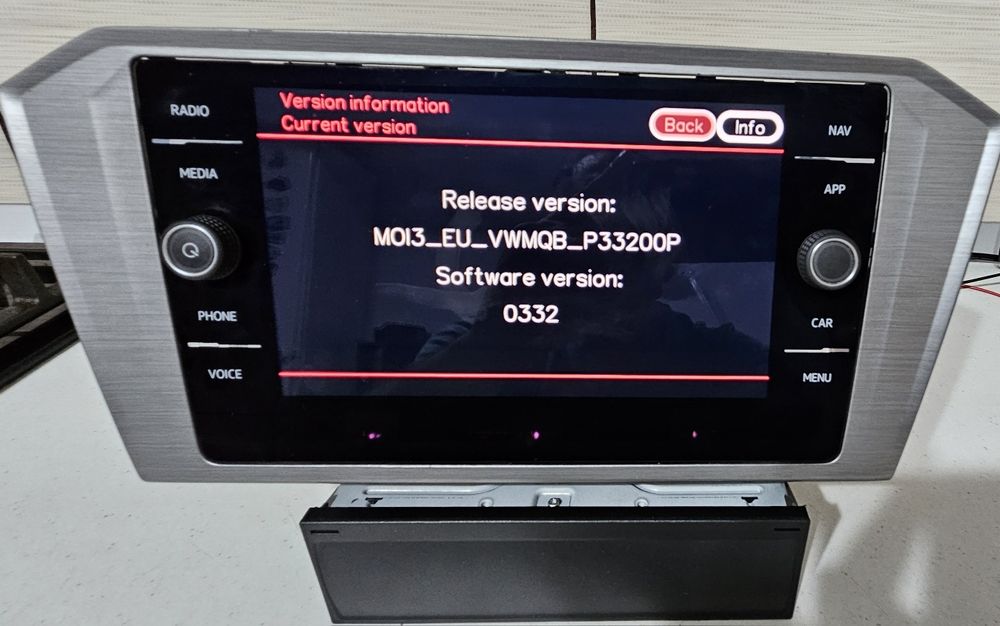 RADIO
MEDIA
PHONE
VOICE
Version information
Current version
Back
Info
Release version:
MOI3_EU_VWMQB_P33200P
Software version:
0332
NAV
APP
CAR
MENU